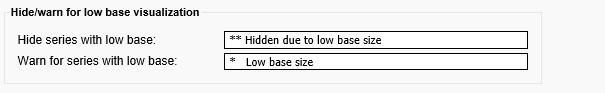 Hide/warn for low base visualization
Hide series with low base: ** Hidden due to low base size
Warn for series with low base: * Low base size